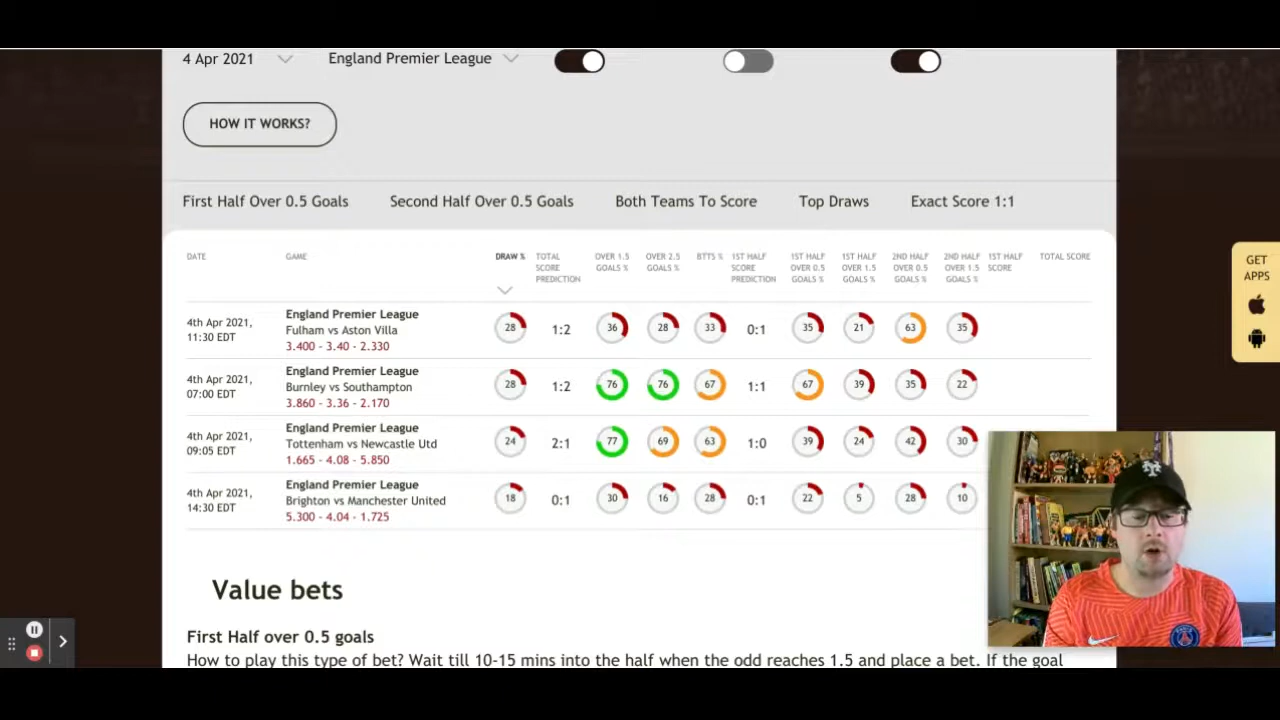 4 Apr 2021
England Premier League
HOW IT WORKS?
First Half Over 0.5 Goals
Second Half Over 0.5 Goals
Both Teams To Score
Top Draws
Exact Score 1:1
GET
APPS
DATE
GAME
DRAW %
TOTAL
SCORE
PREDICTION
OVER 1.5
GOALS %
OVER 2.5
GOALS %
BTTS %
1ST HALF
SCORE
PREDICTION
1ST HALF
OVER 0.5
GOALS %
1ST HALF
OVER 1.5
GOALS %
2ND HALF
OVER 0.5
GOALS %
2ND HALF
OVER 1.5
GOALS %
1ST HALF
SCORE
TOTAL SCORE
4th Apr 2021,
11:30 EDT
England Premier League
Fulham vs Aston Villa
3.400 - 3.40 - 2.330
28 1:2 36 28 33 0:1 35 21 63 35
4th Apr 2021,
07:00 EDT
England Premier League
Burnley vs Southampton
3.860 - 3.36 - 2.170
28 1:2 76 76 67 1:1 67 39 35 22
4th Apr 2021,
09:05 EDT
England Premier League
Tottenham vs Newcastle Utd
1.665 - 4.08 - 5.850
24 2:1 77 69 63 1:0 39 24 42 30
4th Apr 2021,
14:30 EDT
England Premier League
Brighton vs Manchester United
5.300 - 4.04 - 1.725
18 0:1 30 16 28 0:1 22 5 28 10
Value bets
First Half over 0.5 goals
How to play this type of bet? Wait till 10-15 mins into the half when the odd reaches 1.5 and place a bet. If the goal